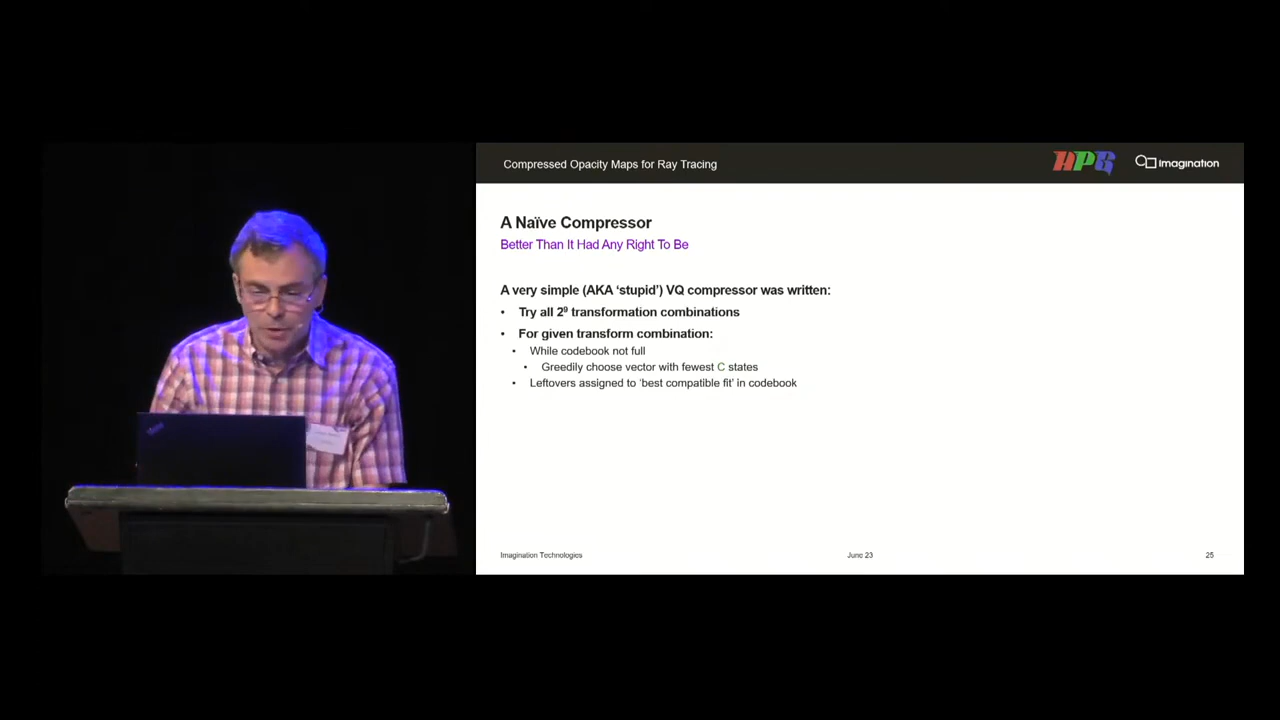 Compressed Opacity Maps for Ray Tracing
HPG
Imagination
A Naïve Compressor
Better Than It Had Any Right To Be
A very simple (AKA ‘stupid’) VQ compressor was written:
• Try all 2⁹ transformation combinations
• For given transform combination:
• While codebook not full
• Greedily choose vector with fewest C states
• Leftovers assigned to ‘best compatible fit’ in codebook
Imagination Technologies
June 23
25